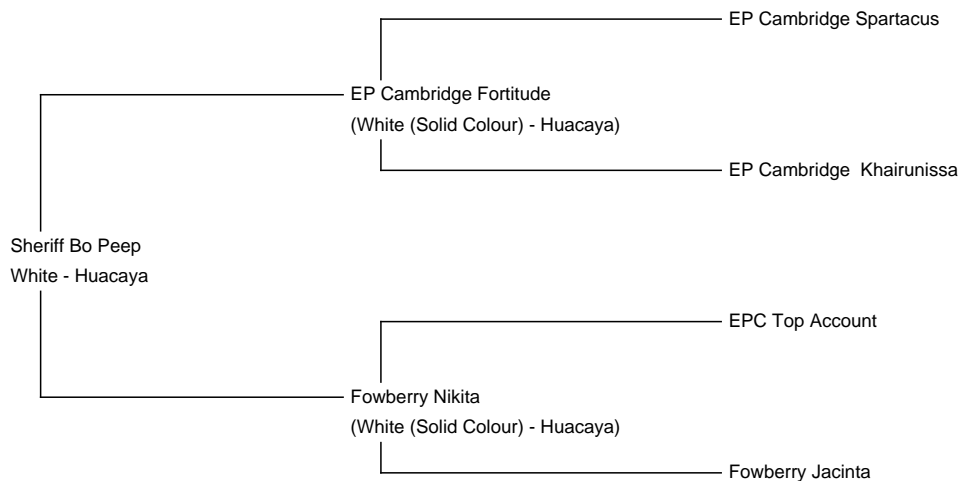 EP Cambridge Spartacus
EP Cambridge Fortitude
(White (Solid Colour) - Huacaya)
EP Cambridge  Khairunissa
Sheriff Bo Peep
White - Huacaya
EPC Top Account
Fowberry Nikita
(White (Solid Colour) - Huacaya)
Fowberry Jacinta